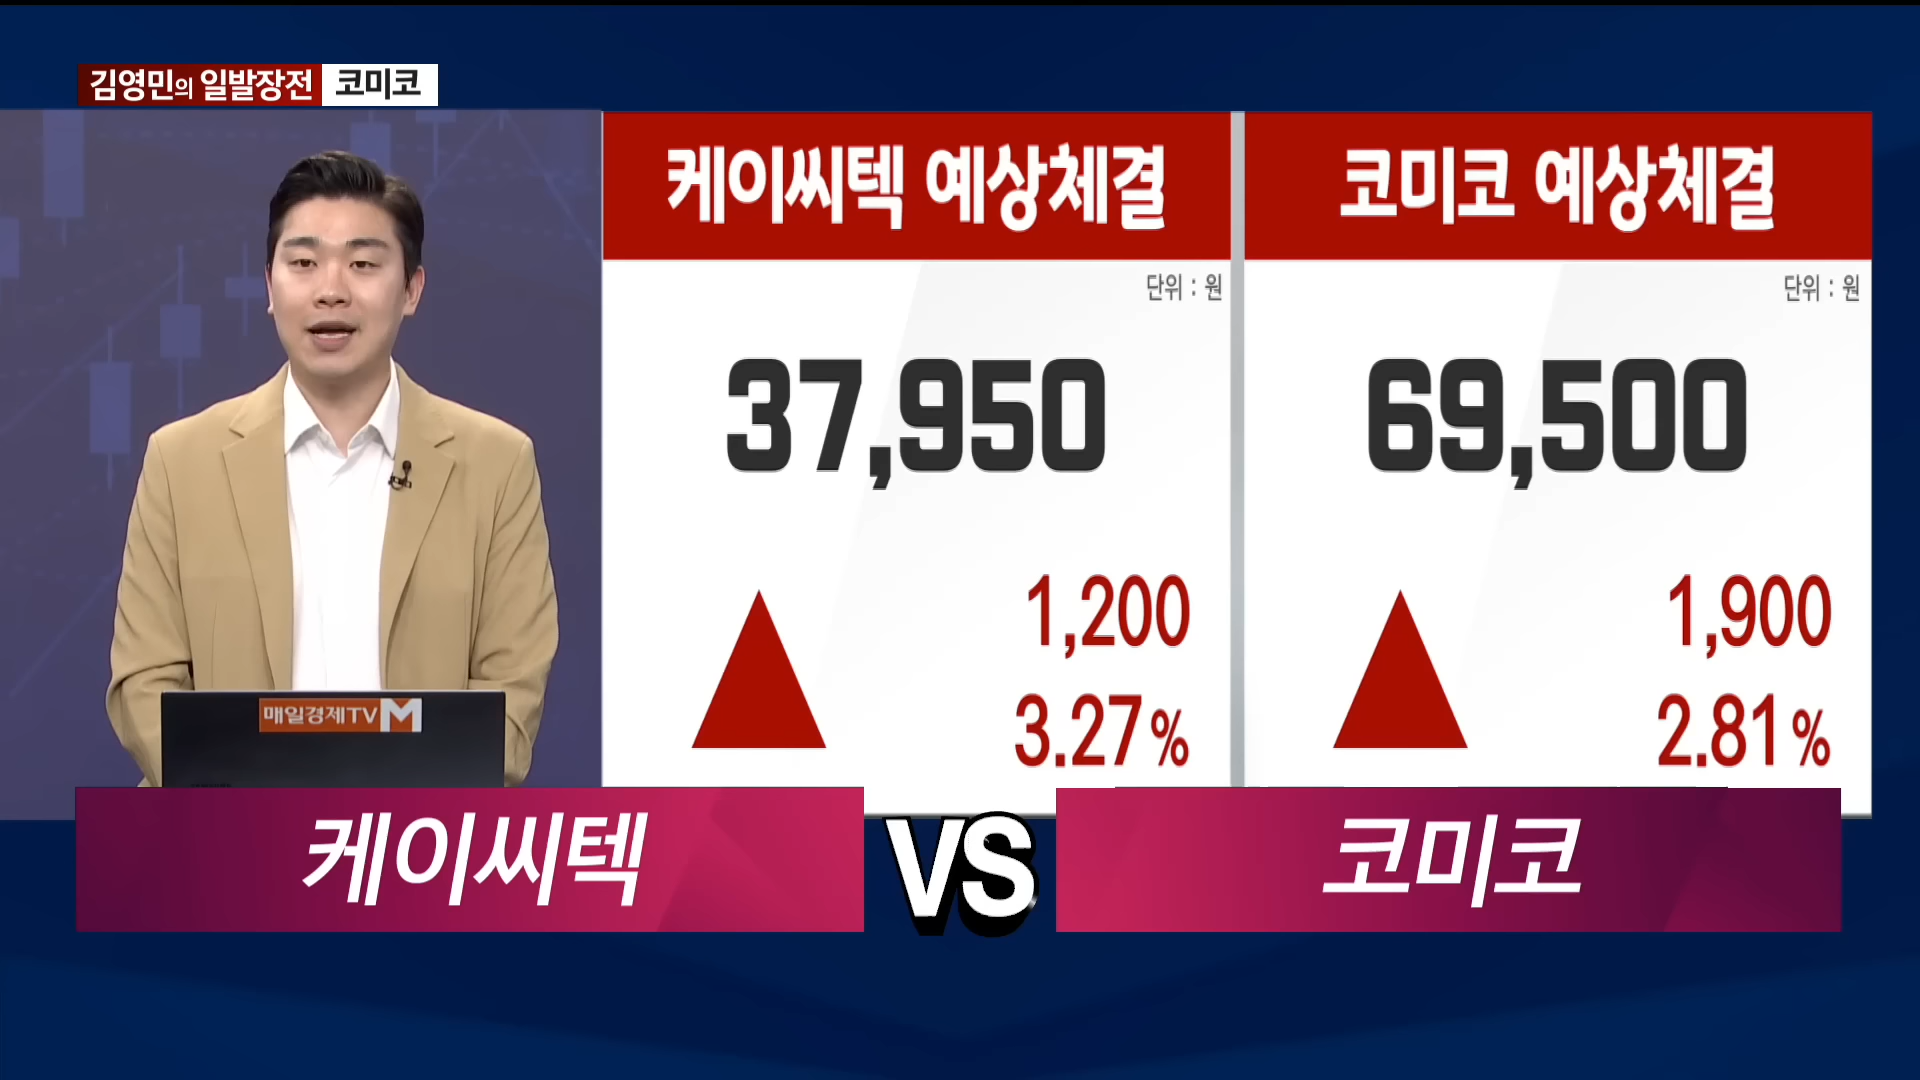 김영민의 일발장전 코미코
케이씨텍 예상체결
단위 : 원
37,950
1,200
3.27%
코미코 예상체결
단위 : 원
69,500
1,900
2.81%
매일경제TV M
케이씨텍 VS 코미코